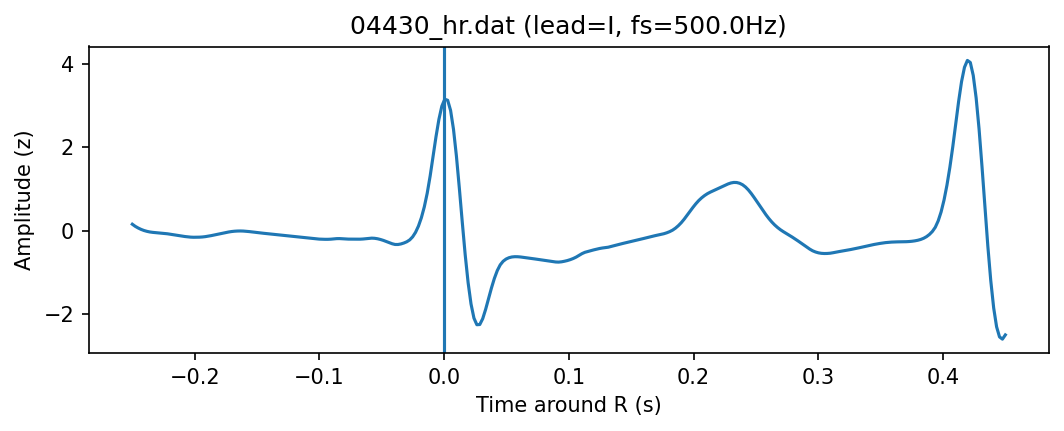 04430_hr.dat (lead=I, fs=500.0Hz)
Amplitude (z)
4
2
0
−2
−0.2 −0.1 0.0 0.1 0.2 0.3 0.4
Time around R (s)